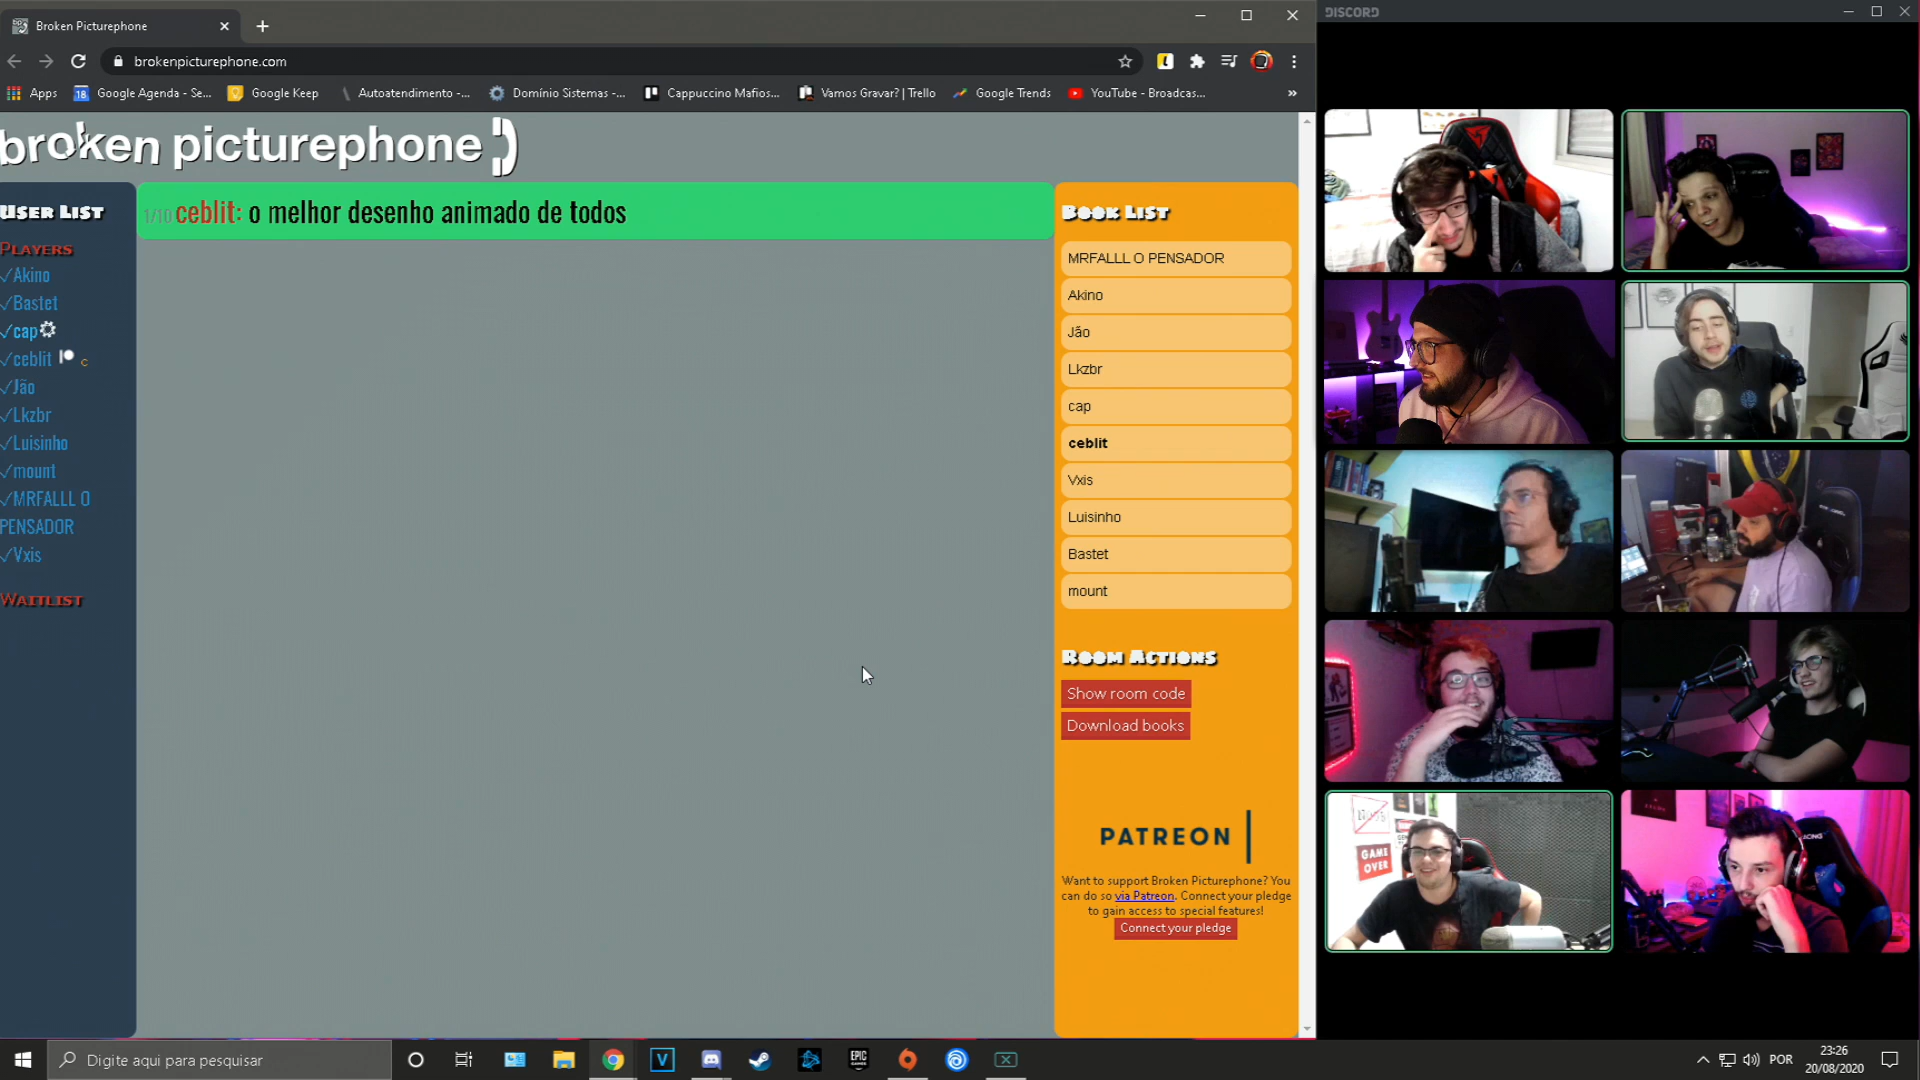 Broken Picturephone
DISCORD
brokenpicturephone.com
Apps
18
Google Agenda - Se...
Google Keep
Autoatendimento -...
Domínio Sistemas -...
Cappuccino Mafios...
Vamos Gravar? | Trello
Google Trends
YouTube - Broadcas...
»
broken picturephone ;)
USER LIST
PLAYERS
✓Akino
✓Bastet
✓cap
✓ceblit c
✓Jão
✓Lkzbr
✓Luisinho
✓mount
✓MRFALLL O
PENSADOR
✓Vxis
WAITLIST
1/10 ceblit: o melhor desenho animado de todos
BOOK LIST
MRFALLL O PENSADOR
Akino
Jão
Lkzbr
cap
ceblit
Vxis
Luisinho
Bastet
mount
ROOM ACTIONS
Show room code
Download books
PATREON
Want to support Broken Picturephone? You
can do so via Patreon. Connect your pledge
to gain access to special features!
Connect your pledge
GAME
OVER
Digite aqui para pesquisar
V
EPIC
GAMES
POR
23:26
20/08/2020